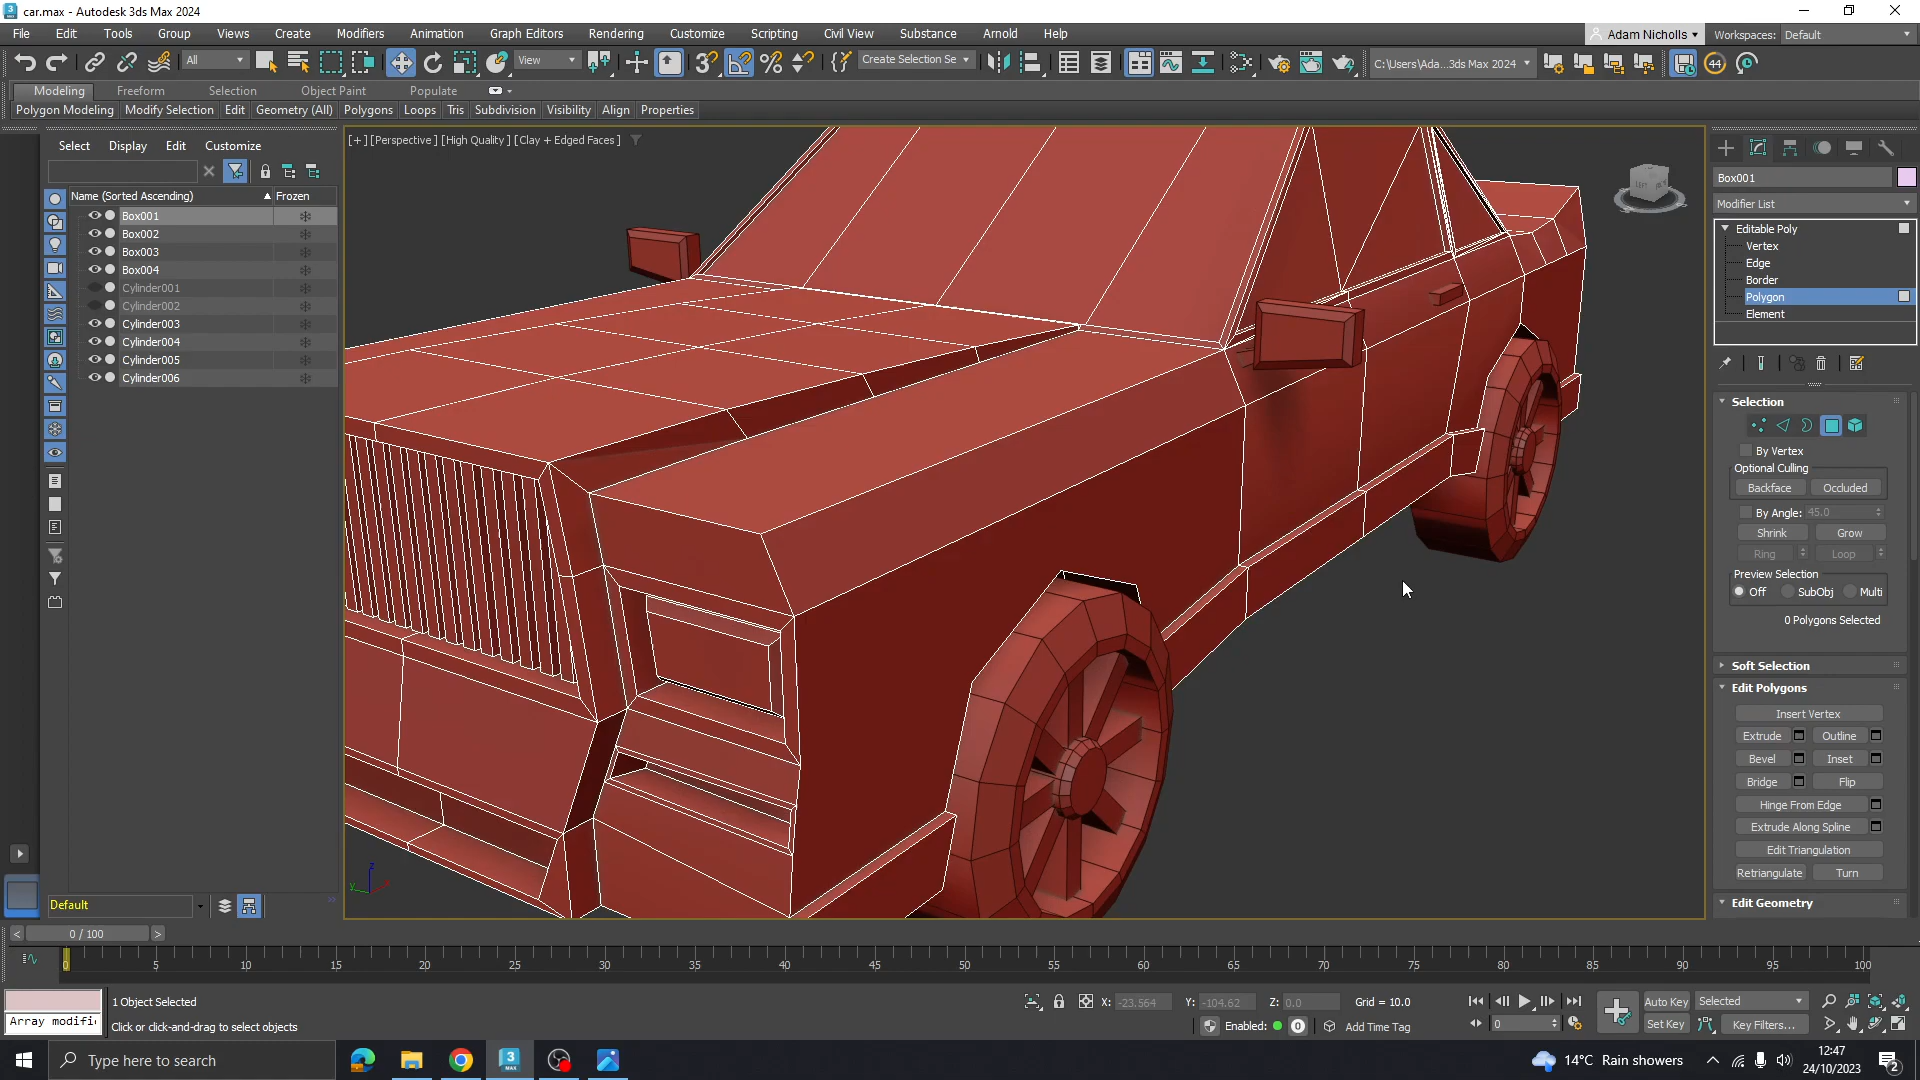 car.max - Autodesk 3ds Max 2024
File Edit Tools Group Views Create Modifiers Animation Graph Editors Rendering Customize Scripting Civil View Substance Arnold Help Adam Nicholls Workspaces: Default
All View Create Selection Se C:\Users\Ada...3ds Max 2024 44
Modeling Freeform Selection Object Paint Populate
Polygon Modeling Modify Selection Edit Geometry (All) Polygons Loops Tris Subdivision Visibility Align Properties
Select Display Edit Customize
[+] [Perspective ] [High Quality ] [Clay + Edged Faces ]
Name (Sorted Ascending) Frozen
Box001
Box002
Box003
Box004
Cylinder001
Cylinder002
Cylinder003
Cylinder004
Cylinder005
Cylinder006
Box001
Modifier List
Editable Poly
Vertex
Edge
Border
Polygon
Element
Selection
By Vertex
Optional Culling
Backface Occluded
By Angle: 45.0
Shrink Grow
Ring Loop
Preview Selection
Off SubObj Multi
0 Polygons Selected
Soft Selection
Edit Polygons
Insert Vertex
Extrude Outline
Bevel Inset
Bridge Flip
Hinge From Edge
Extrude Along Spline
Edit Triangulation
Retriangulate Turn
Edit Geometry
z
y
Default
< 0 / 100 >
0 5 10 15 20 25 30 35 40 45 50 55 60 65 70 75 80 85 90 95 100
1 Object Selected X: -23.564 Y: -104.62 Z: 0.0 Grid = 10.0 Auto Key Selected
Array modifi Click or click-and-drag to select objects Enabled: 0 Add Time Tag 0 Set Key Key Filters...
Type here to search 3 MAX 14°C Rain showers 12:47
24/10/2023 2